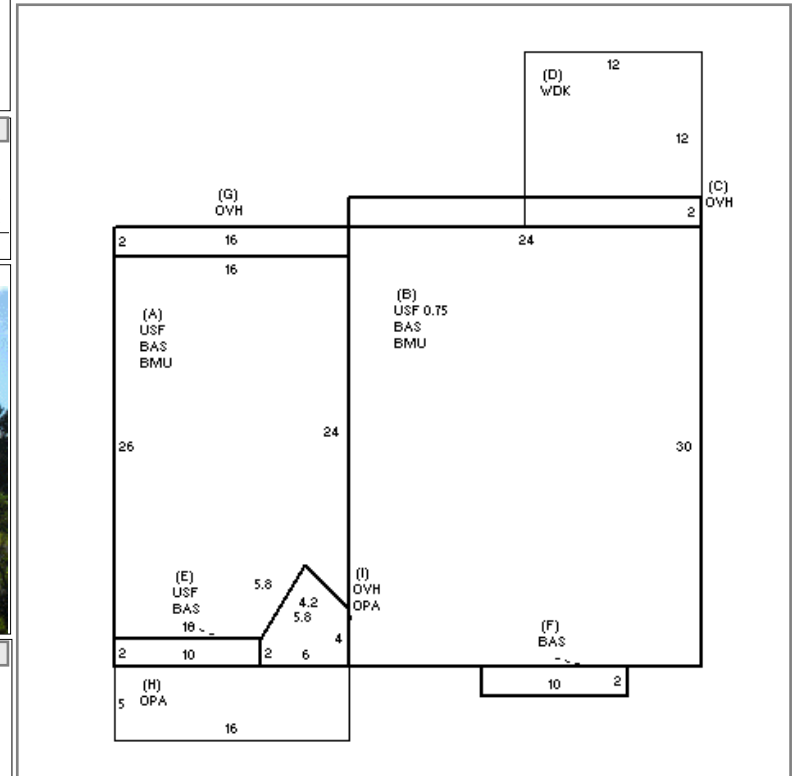 12
(D)
WDK
12
(G)
OVH
(C)
OVH
2
2
16
24
16
(B)
USF 0.75
BAS
BMU
(A)
USF
BAS
BMU
24
26
30
(E)
USF
BAS
5.8
(I)
OVH
OPA
4.2
5.8
(F)
BAS
4
2
10
2
6
10
2
(H)
OPA
5
16